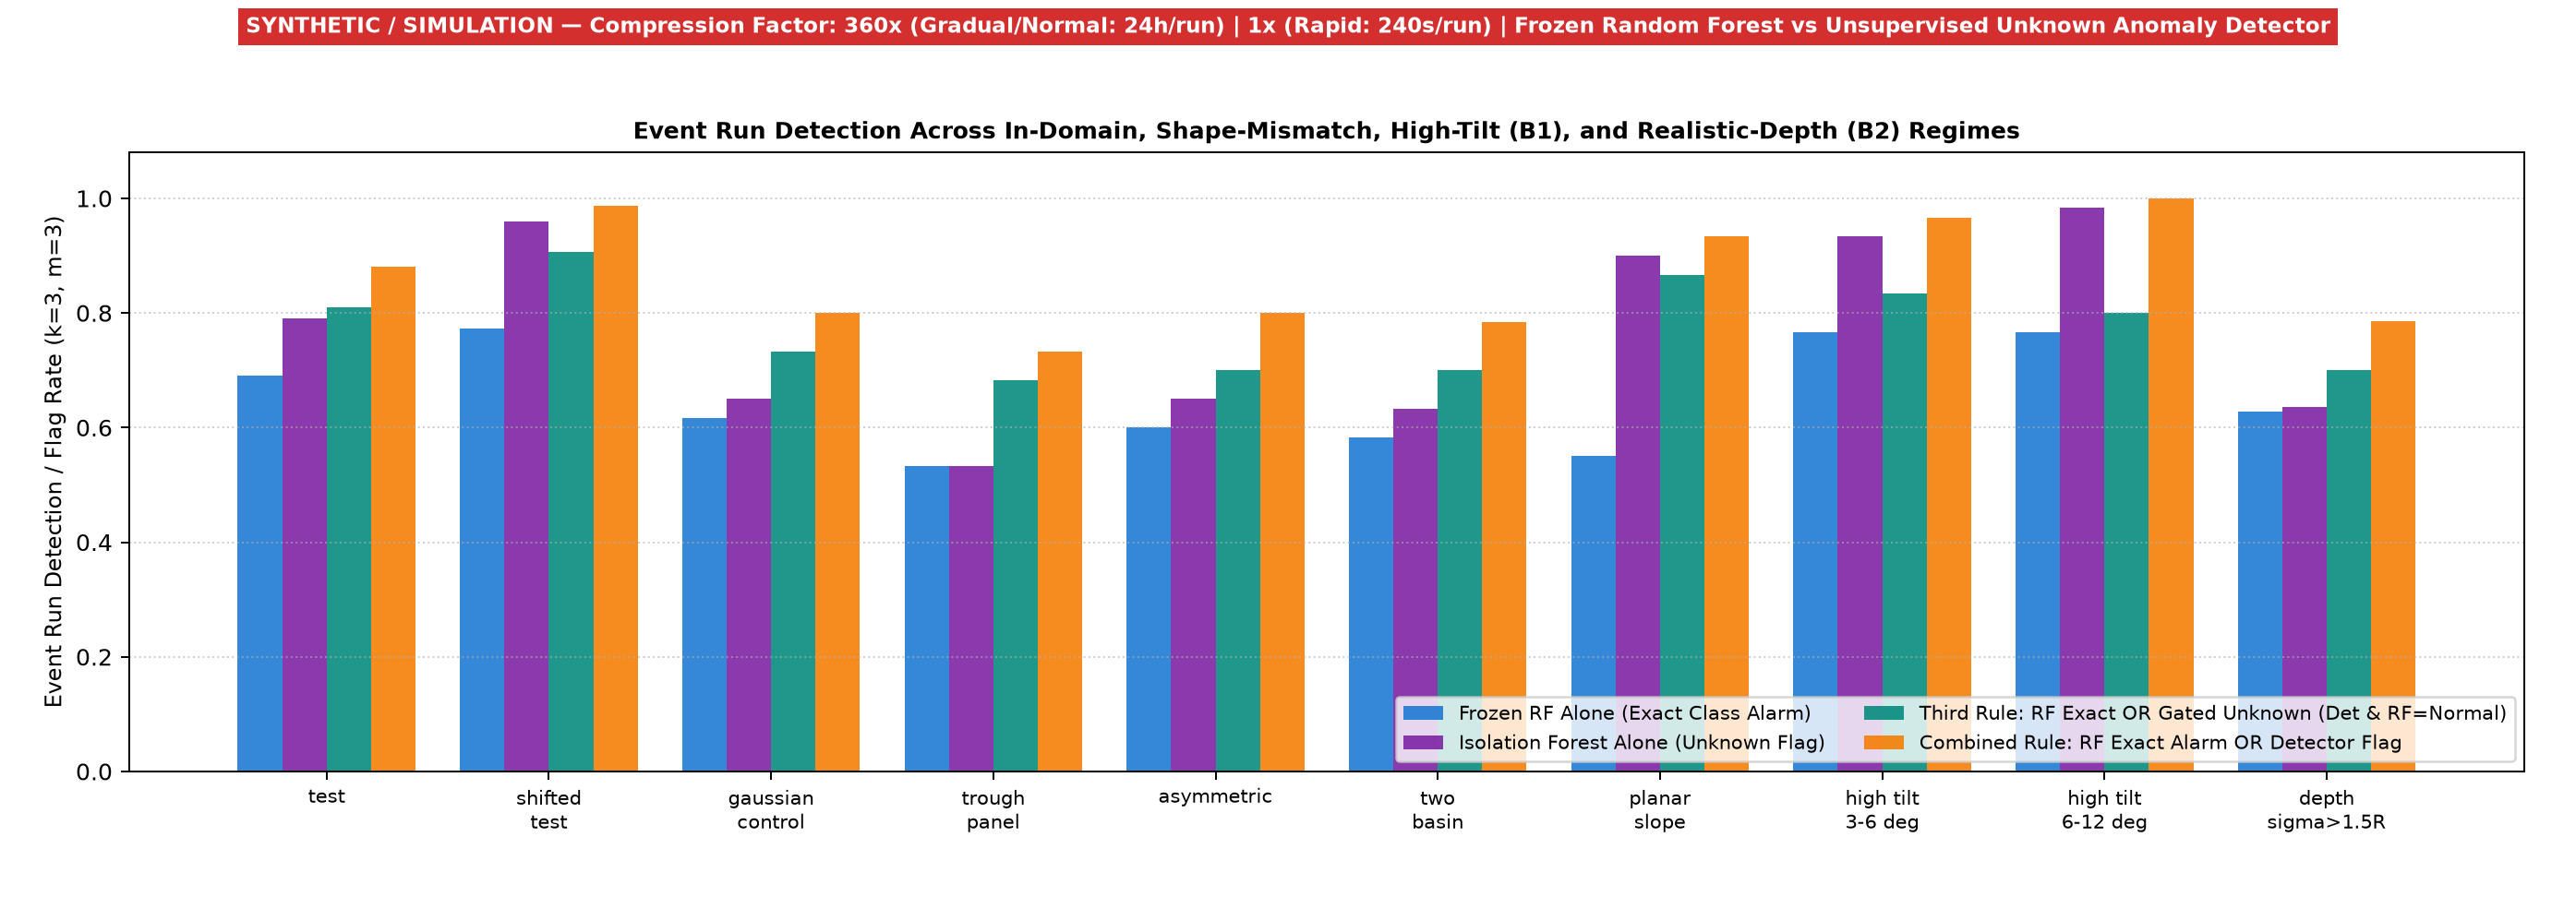 SYNTHETIC / SIMULATION — Compression Factor: 360x (Gradual/Normal: 24h/run) | 1x (Rapid: 240s/run) | Frozen Random Forest vs Unsupervised Unknown Anomaly Detector
Event Run Detection Across In-Domain, Shape-Mismatch, High-Tilt (B1), and Realistic-Depth (B2) Regimes
Event Run Detection / Flag Rate (k=3, m=3)
1.0
0.8
0.6
0.4
0.2
0.0
Frozen RF Alone (Exact Class Alarm)
Isolation Forest Alone (Unknown Flag)
Third Rule: RF Exact OR Gated Unknown (Det & RF=Normal)
Combined Rule: RF Exact Alarm OR Detector Flag
test
shifted
test
gaussian
control
trough
panel
asymmetric
two
basin
planar
slope
high tilt
3-6 deg
high tilt
6-12 deg
depth
sigma>1.5R